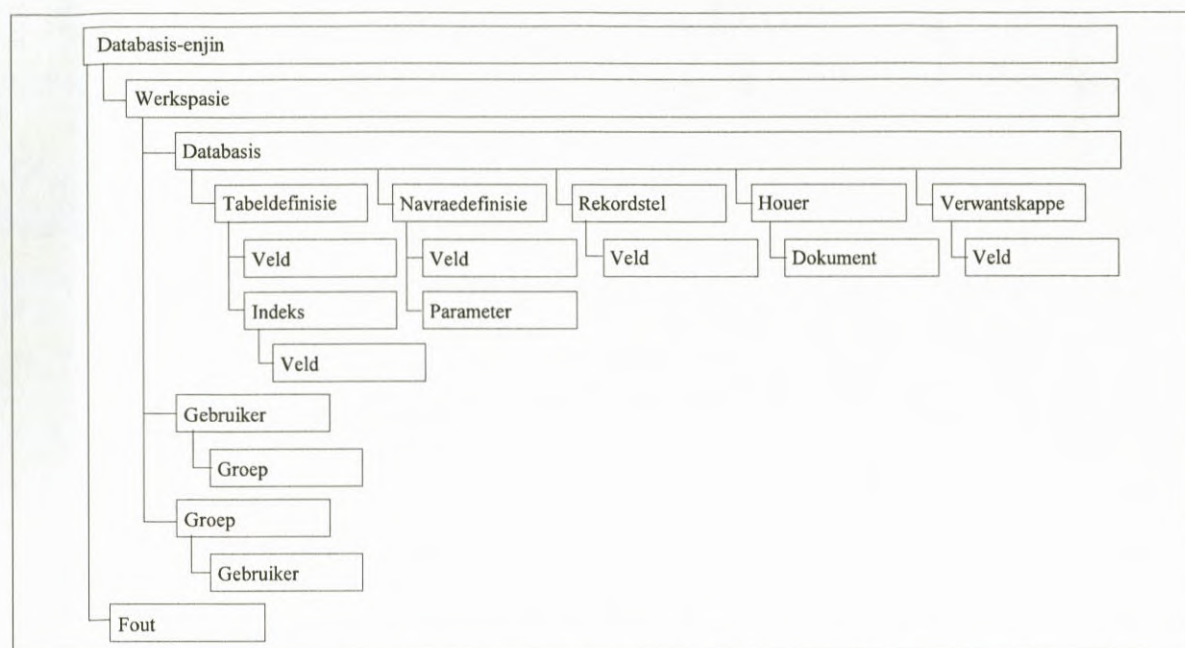 Databasis-enjin
Werkspasie
Databasis
Tabeldefinisie Navraedefinisie Rekordstel Houer Verwantskappe
Veld Veld Veld Dokument Veld
Indeks Parameter
Veld
Gebruiker
Groep
Groep
Gebruiker
Fout